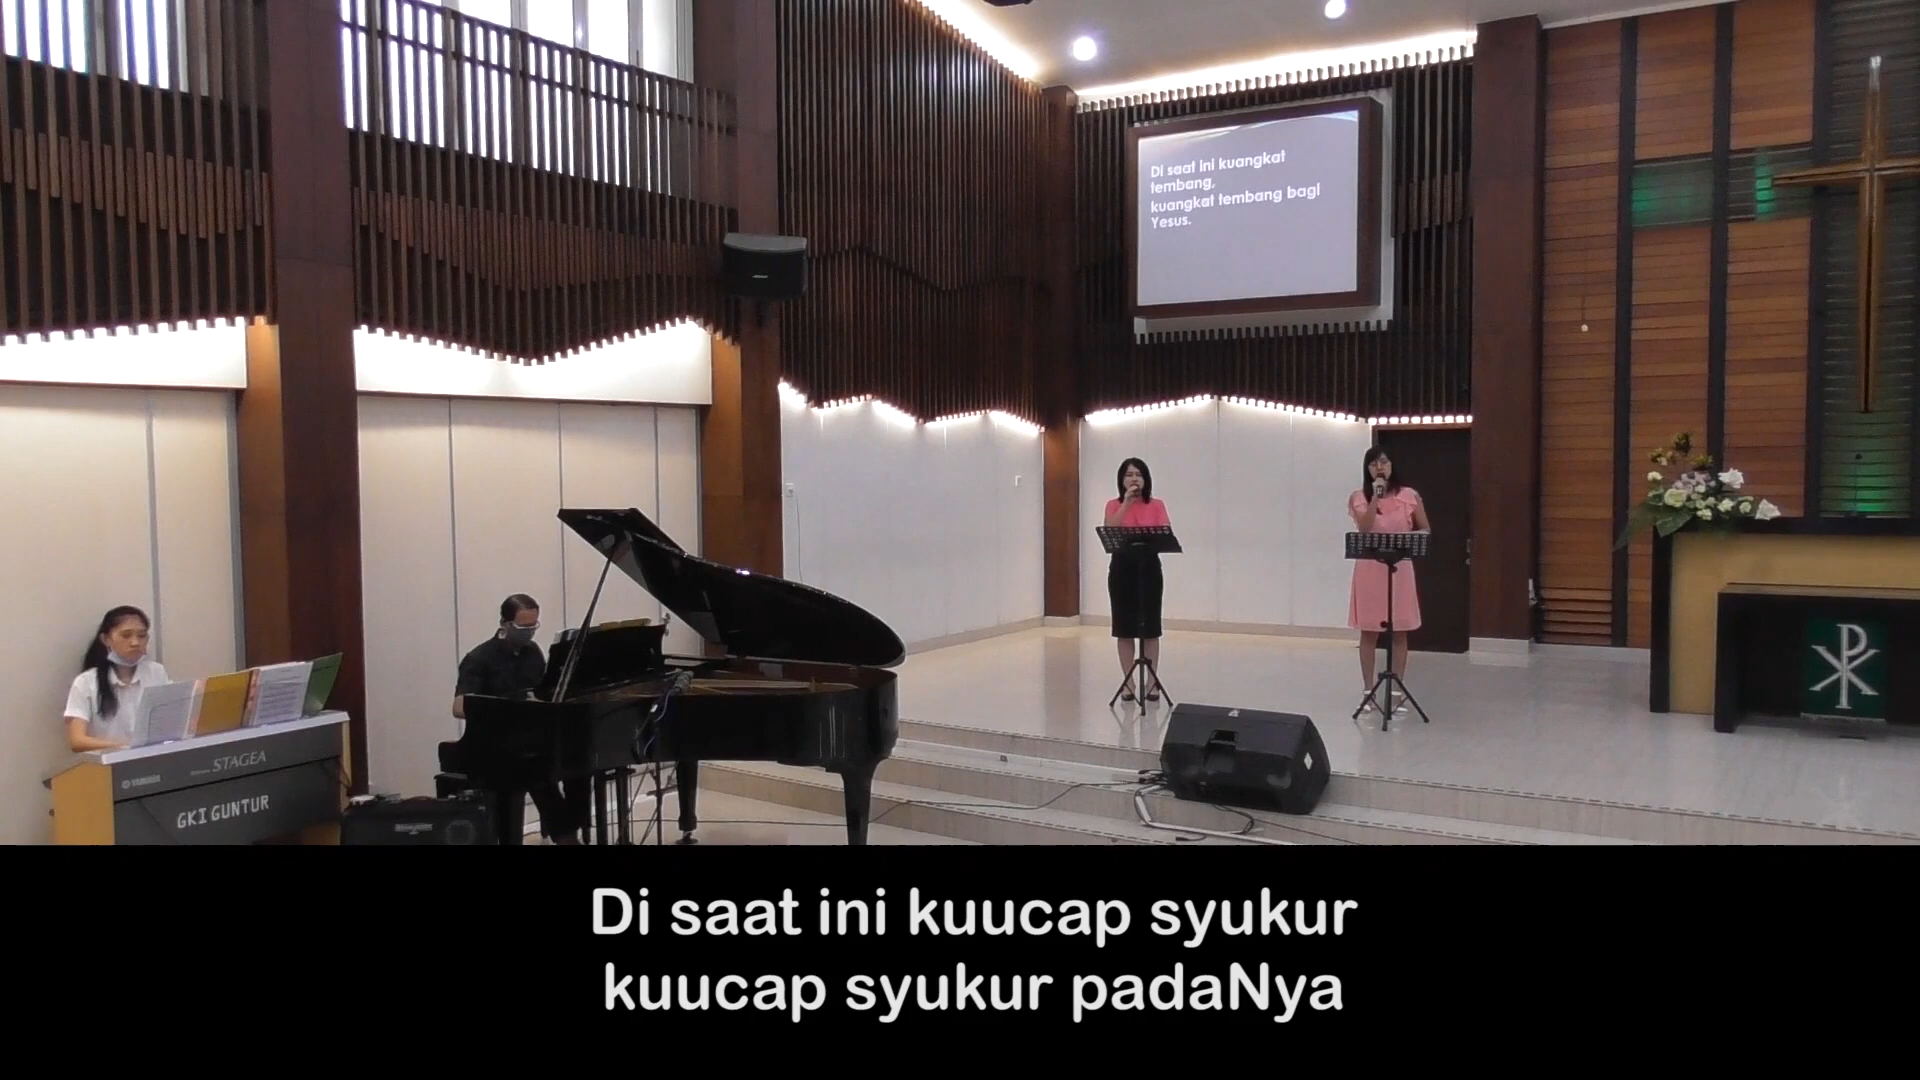 Di saat ini kuangkat
tembang,
kuangkat tembang bagi
Yesus.
YAMAHA
STAGEA
GKI GUNTUR
Di saat ini kuucap syukur
kuucap syukur padaNya